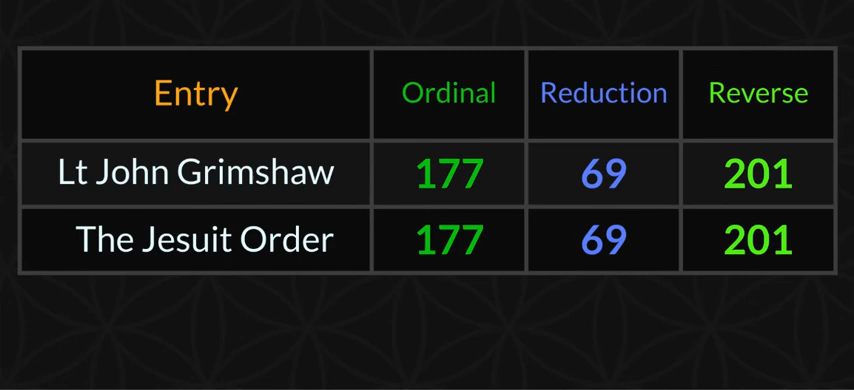 Entry Ordinal Reduction Reverse
Lt John Grimshaw 177 69 201
The Jesuit Order 177 69 201